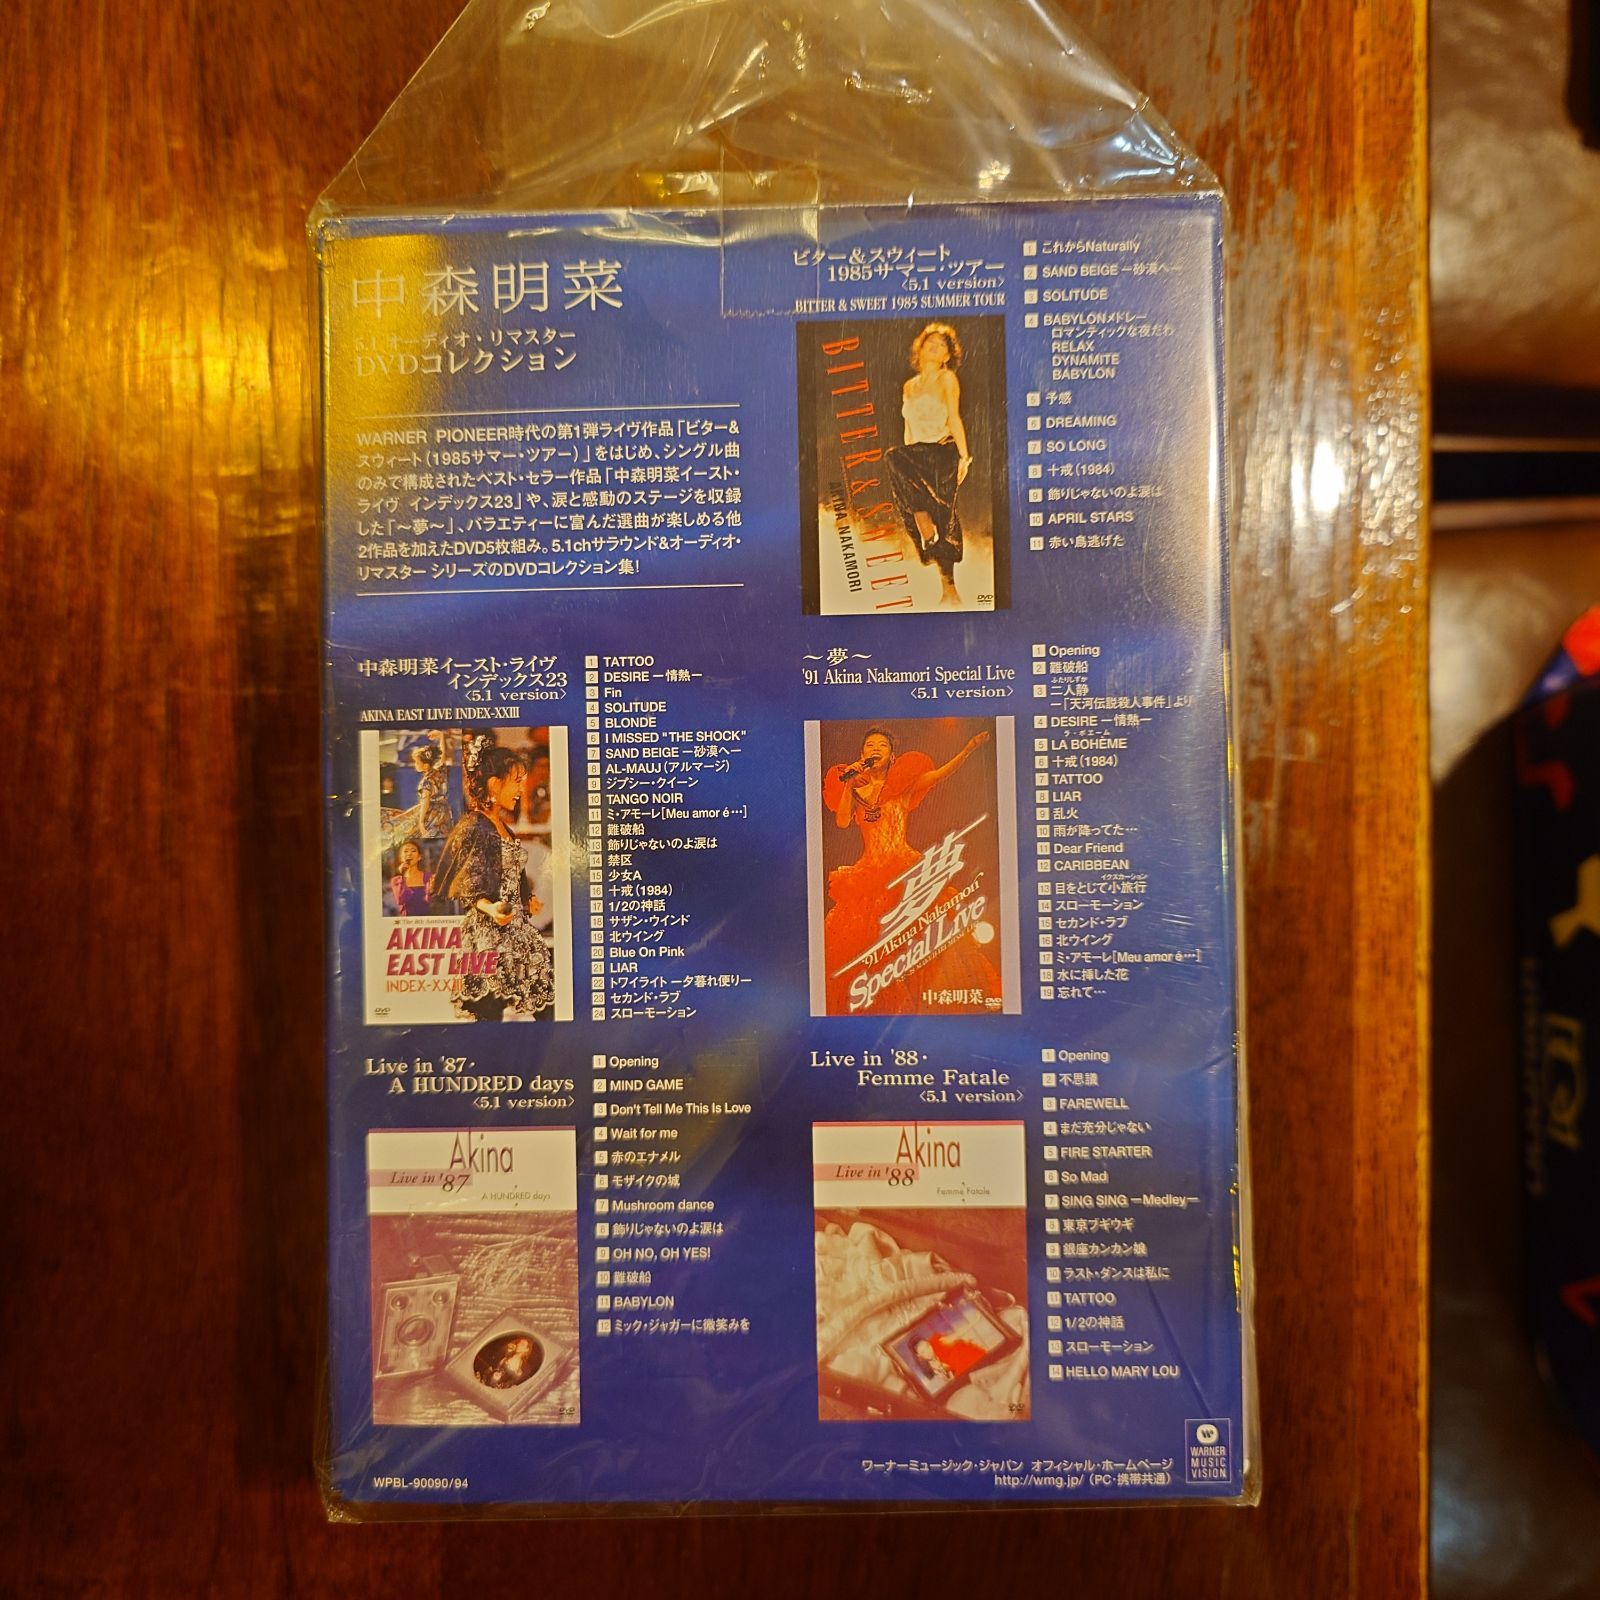 中森明菜
5.1 オーディオ・リマスター
DVDコレクション
WARNER PIONEER時代の第1弾ライヴ作品「ビター&
スウィート(1985サマー・ツアー)」をはじめ、シングル曲
のみで構成されたベスト・セラー作品「中森明菜イースト・
ライヴ インデックス23」や、涙と感動のステージを収録
した「〜夢〜」、バラエティーに富んだ選曲が楽しめる他
2作品を加えたDVD5枚組み。5.1chサラウンド&オーディオ・
リマスター シリーズのDVDコレクション集!
ビター&スウィート
1985サマー・ツアー
〈5.1 version〉
BITTER & SWEET 1985 SUMMER TOUR
BITTER & SWEET
AKINA NAKAMORI
DVD
1 これからNaturally
2 SAND BEIGE ー砂漠へー
3 SOLITUDE
4 BABYLONメドレー
ロマンティックな夜だわ
RELAX
DYNAMITE
BABYLON
5 予感
6 DREAMING
7 SO LONG
8 十戒(1984)
9 飾りじゃないのよ涙は
10 APRIL STARS
11 赤い鳥逃げた
中森明菜イースト・ライヴ
インデックス23
〈5.1 version〉
AKINA EAST LIVE INDEX-XXIII
The 8th Anniversary
AKINA
EAST LIVE
INDEX-XXIII
DVD
1 TATTOO
2 DESIRE ー情熱ー
3 Fin
4 SOLITUDE
5 BLONDE
6 I MISSED "THE SHOCK"
7 SAND BEIGE ー砂漠へー
8 AL-MAUJ(アルマージ)
9 ジプシー・クイーン
10 TANGO NOIR
11 ミ・アモーレ[Meu amor é…]
12 難破船
13 飾りじゃないのよ涙は
14 禁区
15 少女A
16 十戒(1984)
17 1/2の神話
18 サザン・ウインド
19 北ウイング
20 Blue On Pink
21 LIAR
22 トワイライト ー夕暮れ便りー
23 セカンド・ラブ
24 スローモーション
〜夢〜
'91 Akina Nakamori Special Live
〈5.1 version〉
夢
'91 Akina Nakamori
Special Live
中森明菜
DVD
1 Opening
2 難破船
ふたりしずか
3 二人静
ー「天河伝説殺人事件」より
4 DESIRE ー情熱ー
ラ・ボエーム
5 LA BOHÈME
6 十戒(1984)
7 TATTOO
8 LIAR
9 乱火
10 雨が降ってた…
11 Dear Friend
12 CARIBBEAN
イクスカーション
13 目をとじて小旅行
14 スローモーション
15 セカンド・ラブ
16 北ウイング
17 ミ・アモーレ[Meu amor é…]
18 水に挿した花
19 忘れて…
Live in '87・
A HUNDRED days
〈5.1 version〉
Akina
Live in '87
A HUNDRED days
DVD
1 Opening
2 MIND GAME
3 Don't Tell Me This Is Love
4 Wait for me
5 赤のエナメル
6 モザイクの城
7 Mushroom dance
8 飾りじゃないのよ涙は
9 OH NO, OH YES!
10 難破船
11 BABYLON
12 ミック・ジャガーに微笑みを
Live in '88・
Femme Fatale
〈5.1 version〉
Akina
Live in '88
Femme Fatale
DVD
1 Opening
2 不思議
3 FAREWELL
4 まだ充分じゃない
5 FIRE STARTER
6 So Mad
7 SING SING ーMedleyー
8 東京ブギウギ
9 銀座カンカン娘
10 ラスト・ダンスは私に
11 TATTOO
12 1/2の神話
13 スローモーション
14 HELLO MARY LOU
WPBL-90090/94
ワーナーミュージック・ジャパン オフィシャル・ホームページ
http://wmg.jp/(PC・携帯共通)
WARNER
MUSIC
VISION